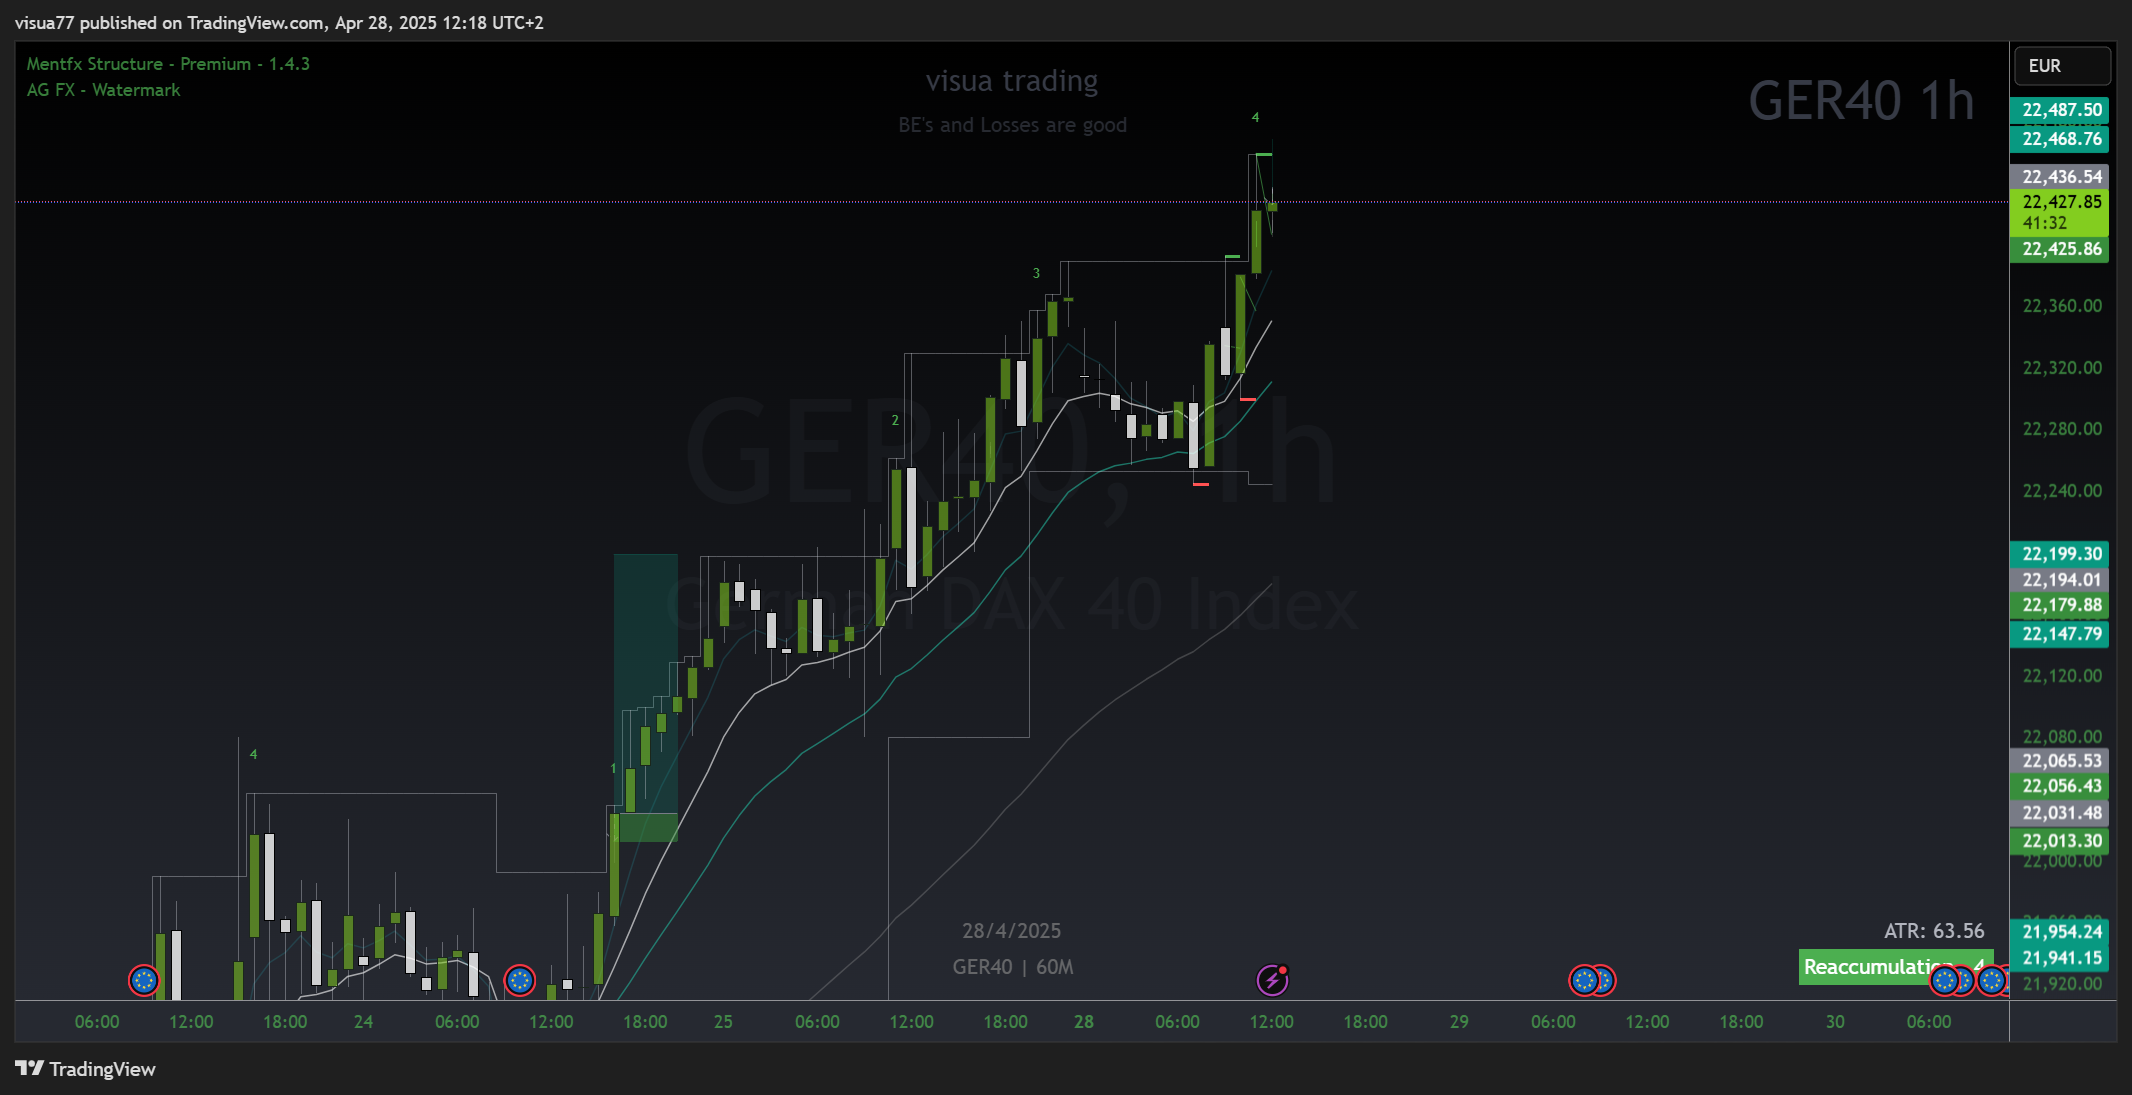 visua77 published on TradingView.com, Apr 28, 2025 12:18 UTC+2
Mentfx Structure - Premium - 1.4.3
AG FX - Watermark
visua trading
BE's and Losses are good
GER40 1h
EUR
22,487.50
22,468.76
22,436.54
22,427.85
41:32
22,425.86
22,360.00
22,320.00
22,280.00
22,240.00
22,199.30
22,194.01
22,179.88
22,147.79
22,120.00
22,080.00
22,065.53
22,056.43
22,031.48
22,013.30
22,000.00
21,954.24
21,941.15
21,920.00
4
3
2
1
4
GER40, 1h
German DAX 40 Index
28/4/2025
GER40 | 60M
ATR: 63.56
Reaccumulation 4
06:00 12:00 18:00 24 06:00 12:00 18:00 25 06:00 12:00 18:00 28 06:00 12:00 18:00 29 06:00 12:00 18:00 30 06:00
TradingView